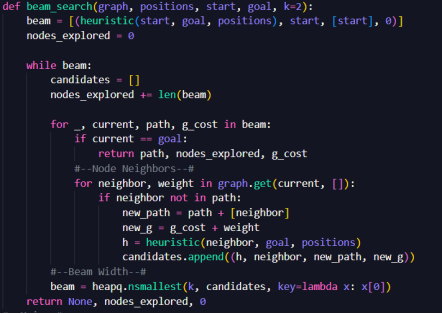 def beam_search(graph, positions, start, goal, k=2):
    beam = [(heuristic(start, goal, positions), start, [start], 0)]
    nodes_explored = 0

    while beam:
        candidates = []
        nodes_explored += len(beam)

        for _, current, path, g_cost in beam:
            if current == goal:
                return path, nodes_explored, g_cost
            #--Node Neighbors--#
            for neighbor, weight in graph.get(current, []):
                if neighbor not in path:
                    new_path = path + [neighbor]
                    new_g = g_cost + weight
                    h = heuristic(neighbor, goal, positions)
                    candidates.append((h, neighbor, new_path, new_g))
        #--Beam Width--#
        beam = heapq.nsmallest(k, candidates, key=lambda x: x[0])
    return None, nodes_explored, 0